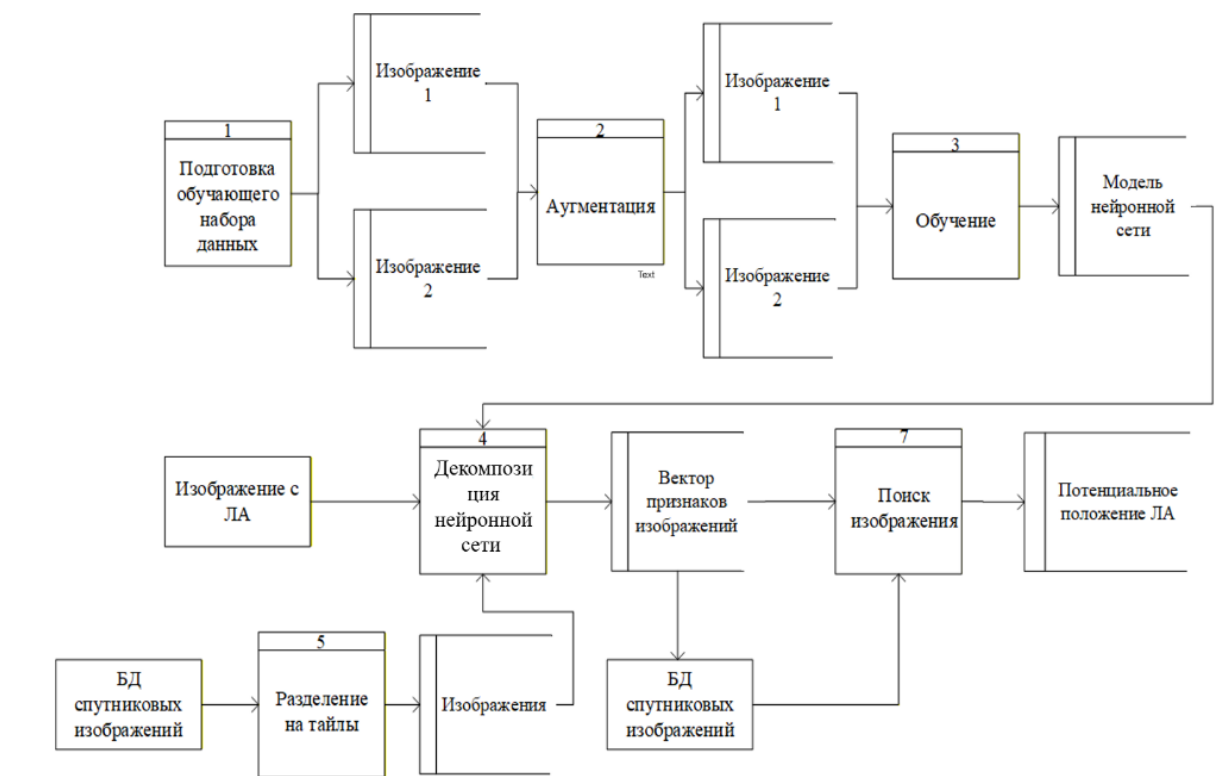 1
Подготовка
обучающего
набора
данных
Изображение
1
Изображение
2
2
Аугментация
Text
Изображение
1
Изображение
2
3
Обучение
Модель
нейронной
сети
Изображение с
ЛА
4
Декомпози
ция
нейронной
сети
Вектор
признаков
изображений
7
Поиск
изображения
Потенциальное
положение ЛА
БД
спутниковых
изображений
5
Разделение
на тайлы
Изображения
БД
спутниковых
изображений